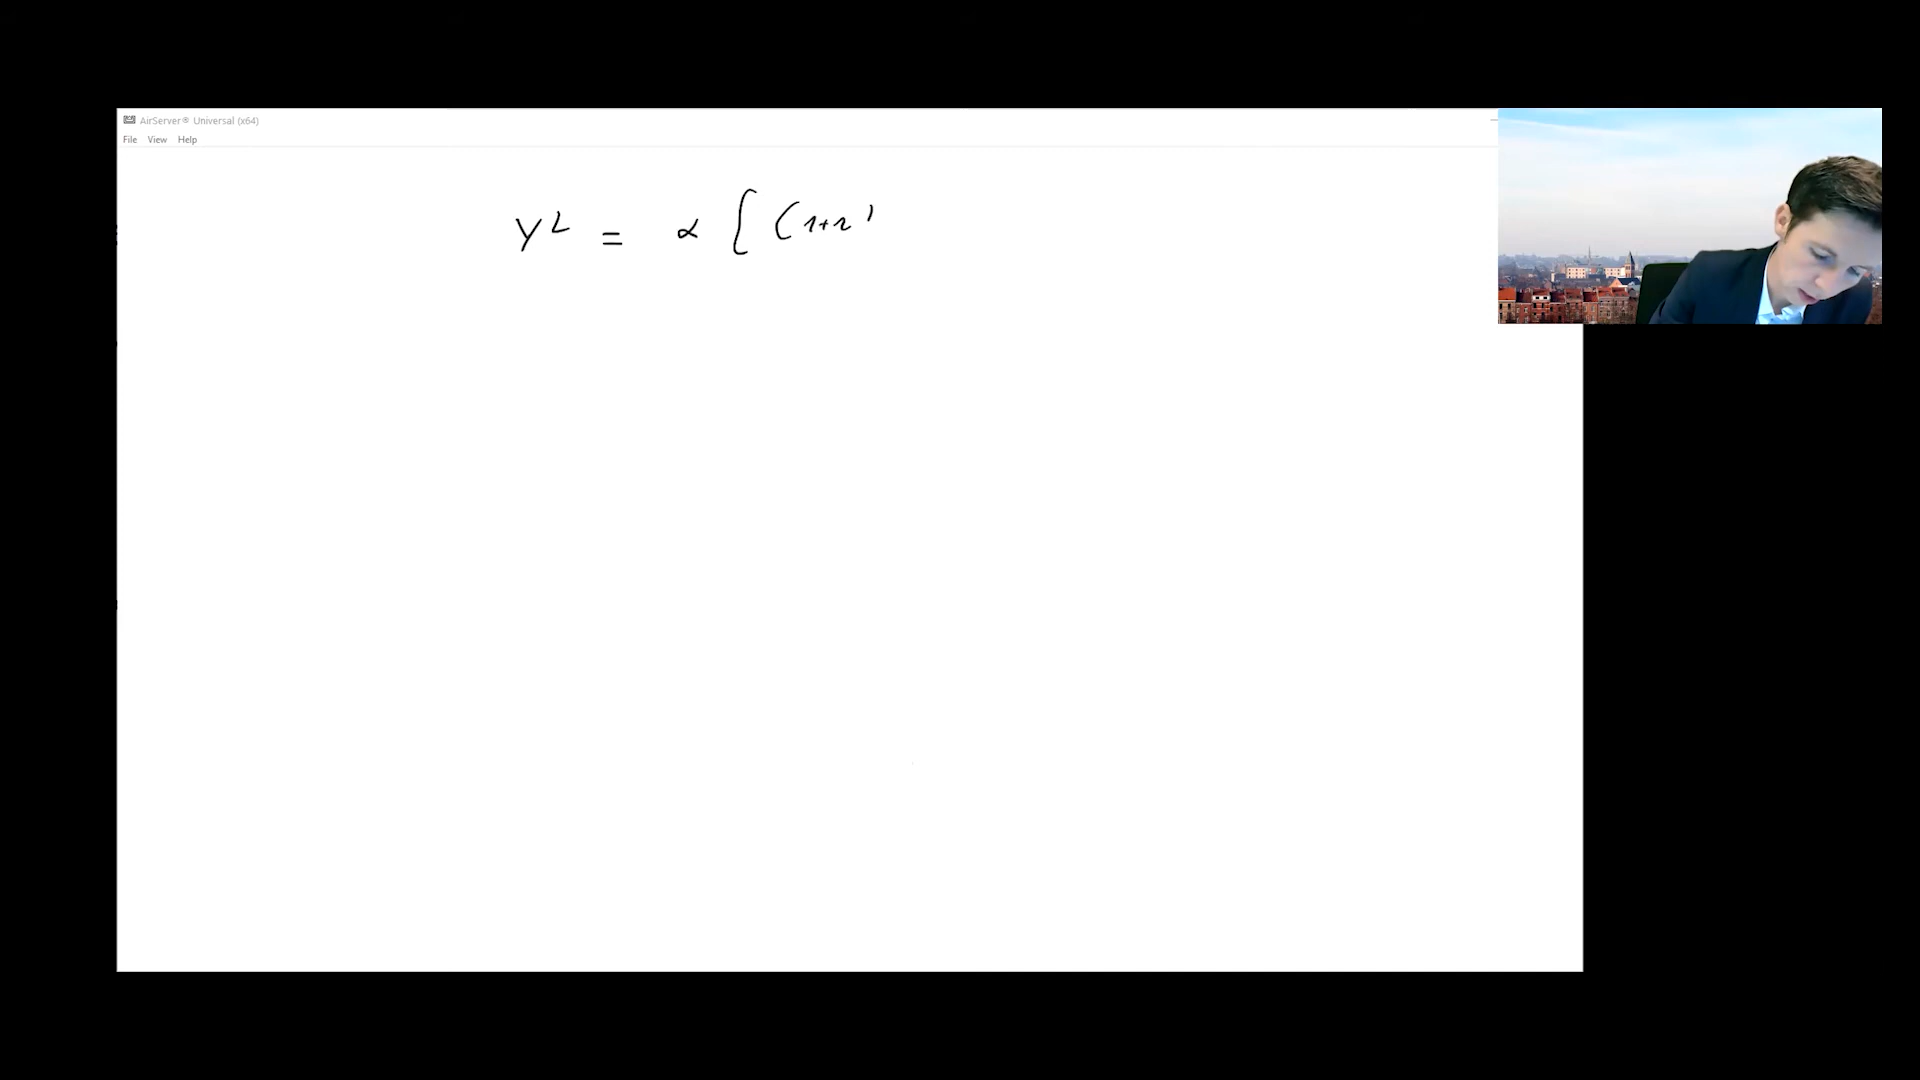 AirServer® Universal (x64)
File View Help
Y^L = α [ (1+r)